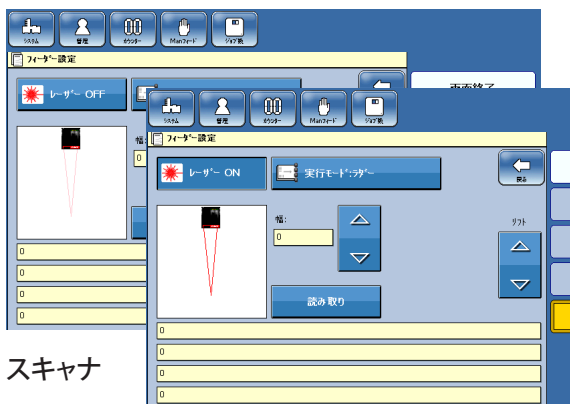 システム
管理
カウンター
Manフィード
ジョブ後
フィーダー設定
レーザー OFF
画面終了
幅:
0
0
0
0
0
システム
管理
カウンター
Manフィード
ジョブ後
フィーダー設定
レーザー ON
実行モード:ラダー
戻る
幅:
0
リフト
読み取り
0
0
0
0
スキャナ